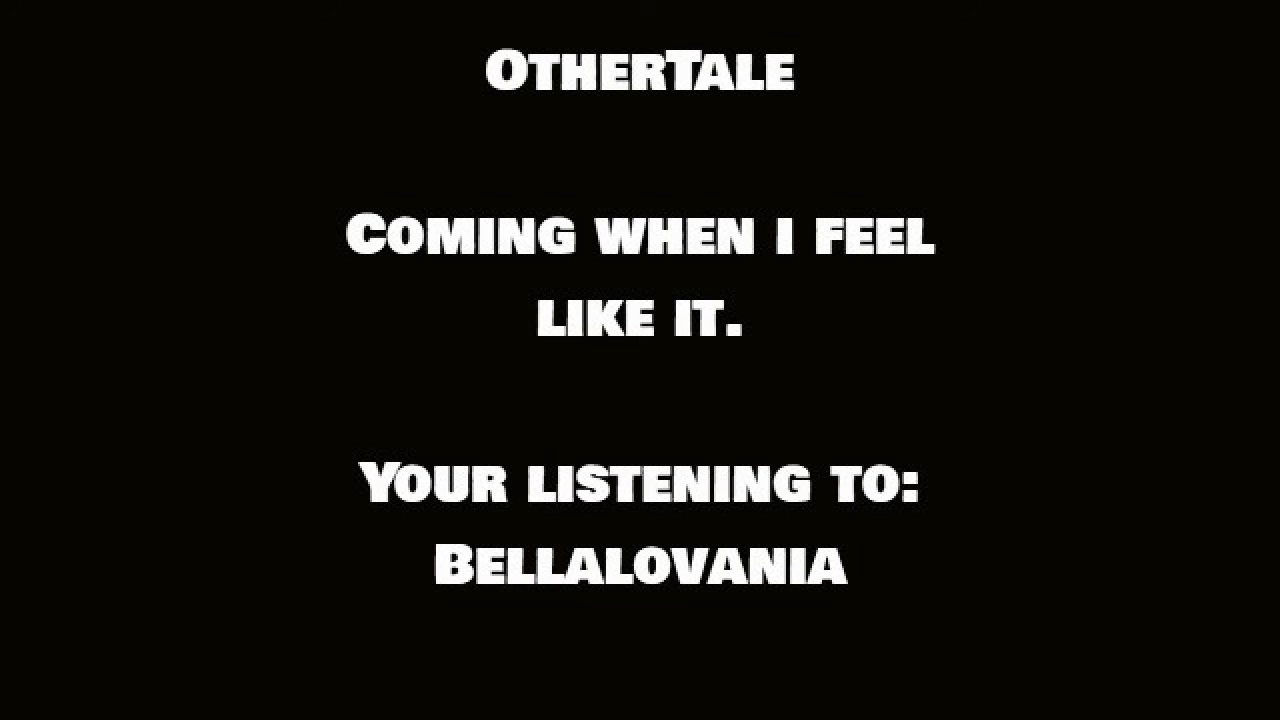 OtherTale
Coming when I feel
like it.
Your listening to:
Bellalovania